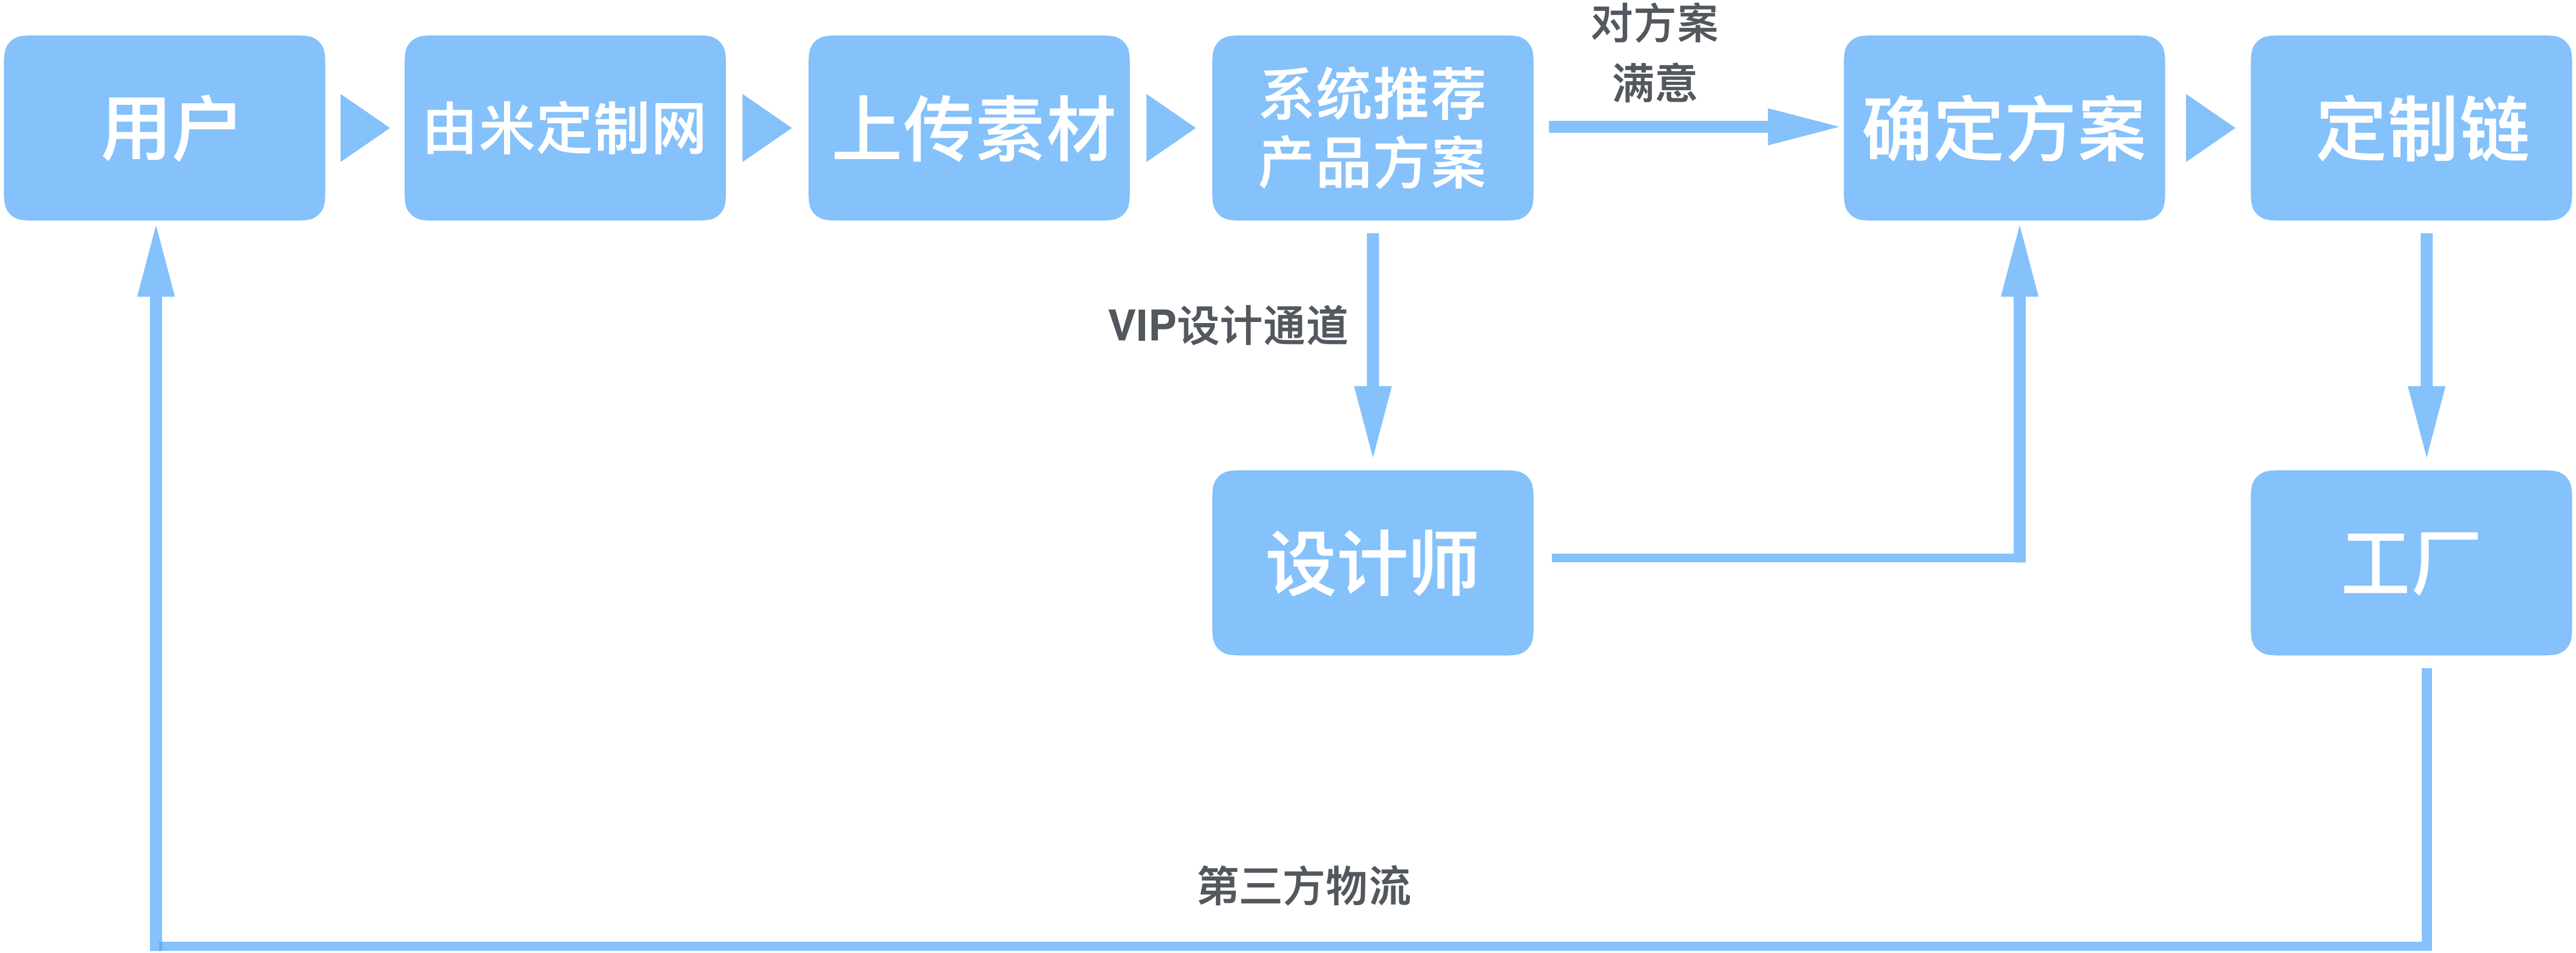 用户
由米定制网
上传素材
系统推荐
产品方案
对方案
满意
确定方案
定制链
VIP设计通道
设计师
工厂
第三方物流